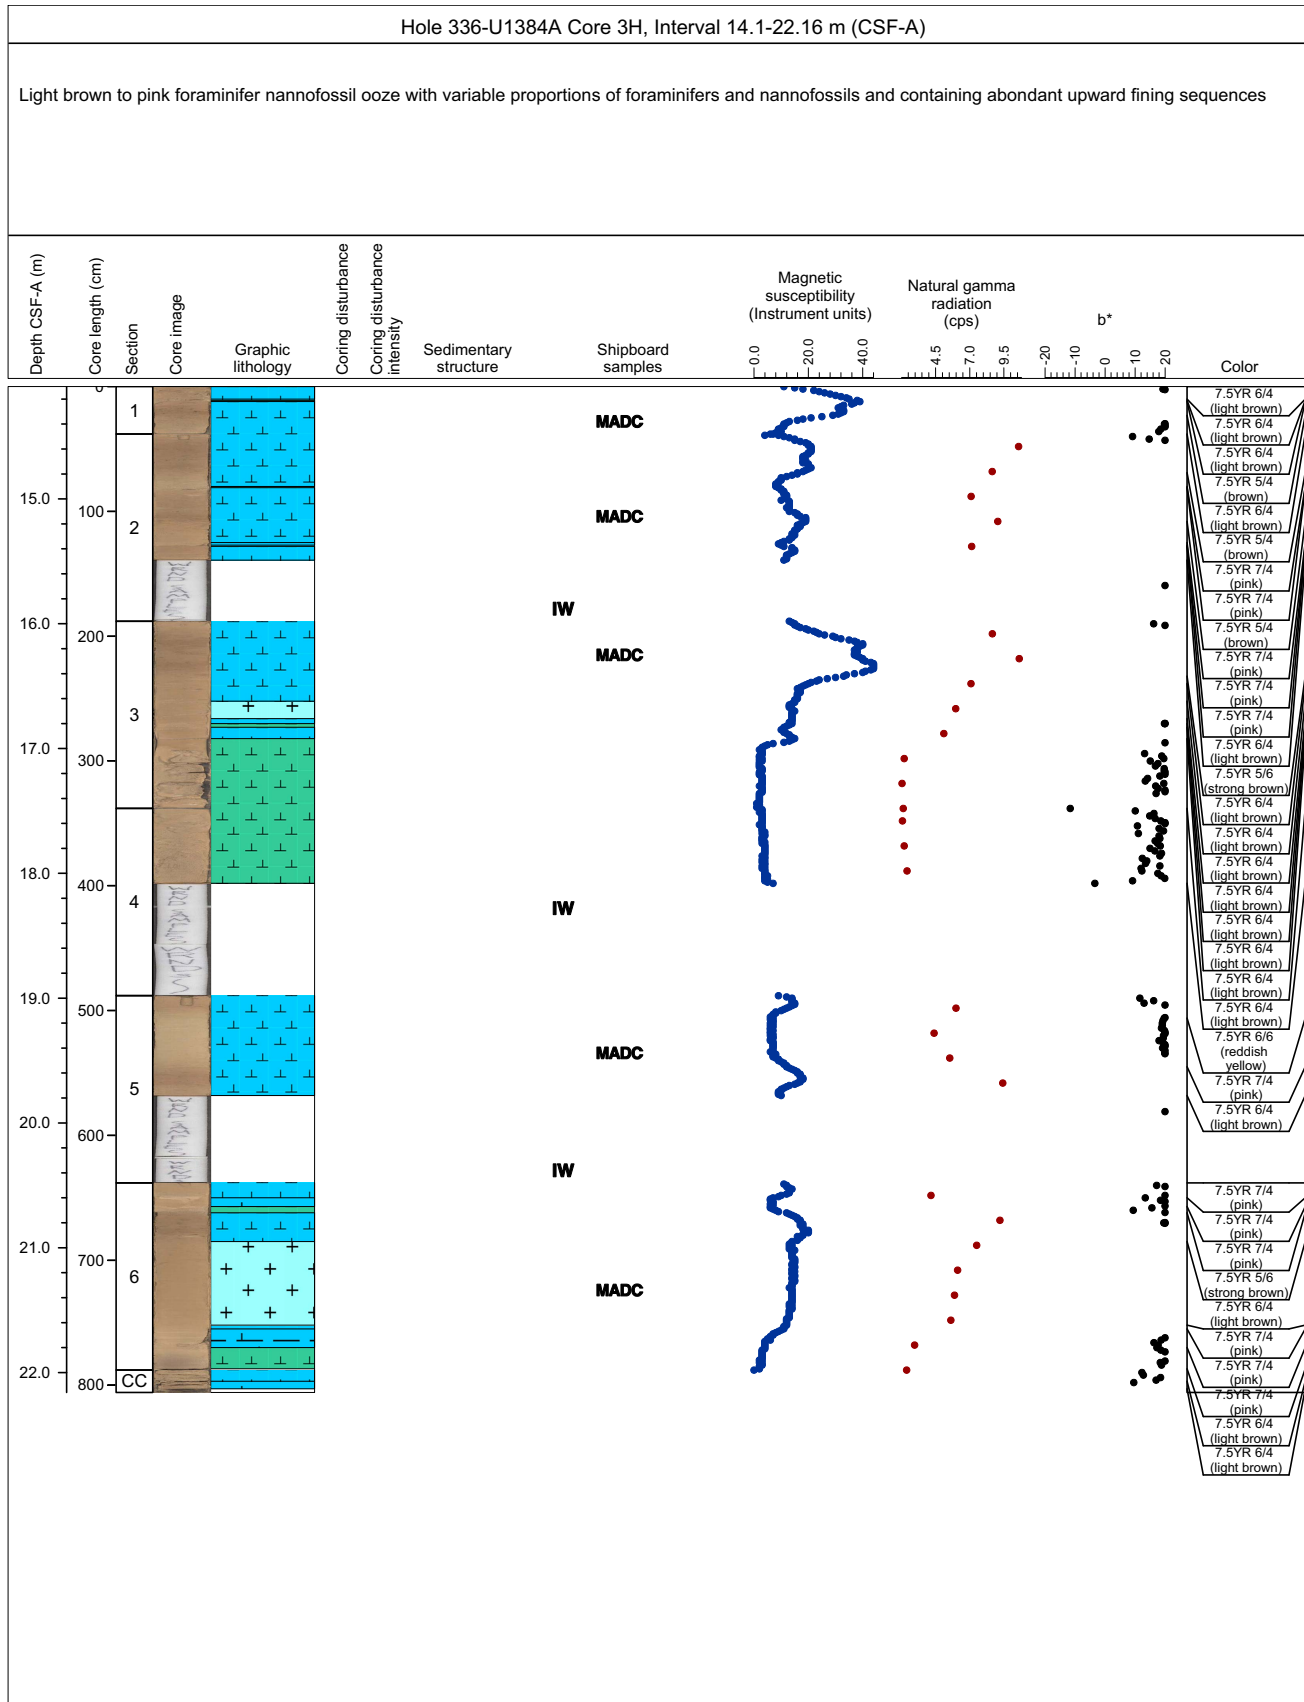 Hole 336-U1384A Core 3H, Interval 14.1-22.16 m (CSF-A)
Light brown to pink foraminifer nannofossil ooze with variable proportions of foraminifers and nannofossils and containing abondant upward fining sequences
Depth CSF-A (m)
Core length (cm)
Section
Core image
Graphic
lithology
Coring disturbance
Coring disturbance
intensity
Sedimentary
structure
Shipboard
samples
Magnetic
susceptibility
(Instrument units)
0.0
20.0
40.0
Natural gamma
radiation
(cps)
4.5
7.0
9.5
b*
-20
-10
0
10
20
Color
15.0
16.0
17.0
18.0
19.0
20.0
21.0
22.0
0
100
200
300
400
500
600
700
800
1
2
3
4
5
6
CC
MADC
MADC
IW
MADC
IW
MADC
IW
MADC
7.5YR 6/4
(light brown)
7.5YR 6/4
(light brown)
7.5YR 6/4
(light brown)
7.5YR 5/4
(brown)
7.5YR 6/4
(light brown)
7.5YR 5/4
(brown)
7.5YR 7/4
(pink)
7.5YR 7/4
(pink)
7.5YR 5/4
(brown)
7.5YR 7/4
(pink)
7.5YR 7/4
(pink)
7.5YR 7/4
(pink)
7.5YR 6/4
(light brown)
7.5YR 5/6
(strong brown)
7.5YR 6/4
(light brown)
7.5YR 6/4
(light brown)
7.5YR 6/4
(light brown)
7.5YR 6/4
(light brown)
7.5YR 6/4
(light brown)
7.5YR 6/4
(light brown)
7.5YR 6/4
(light brown)
7.5YR 6/4
(light brown)
7.5YR 6/6
(reddish
yellow)
7.5YR 7/4
(pink)
7.5YR 6/4
(light brown)
7.5YR 7/4
(pink)
7.5YR 7/4
(pink)
7.5YR 7/4
(pink)
7.5YR 5/6
(strong brown)
7.5YR 6/4
(light brown)
7.5YR 7/4
(pink)
7.5YR 7/4
(pink)
7.5YR 7/4
(pink)
7.5YR 6/4
(light brown)
7.5YR 6/4
(light brown)